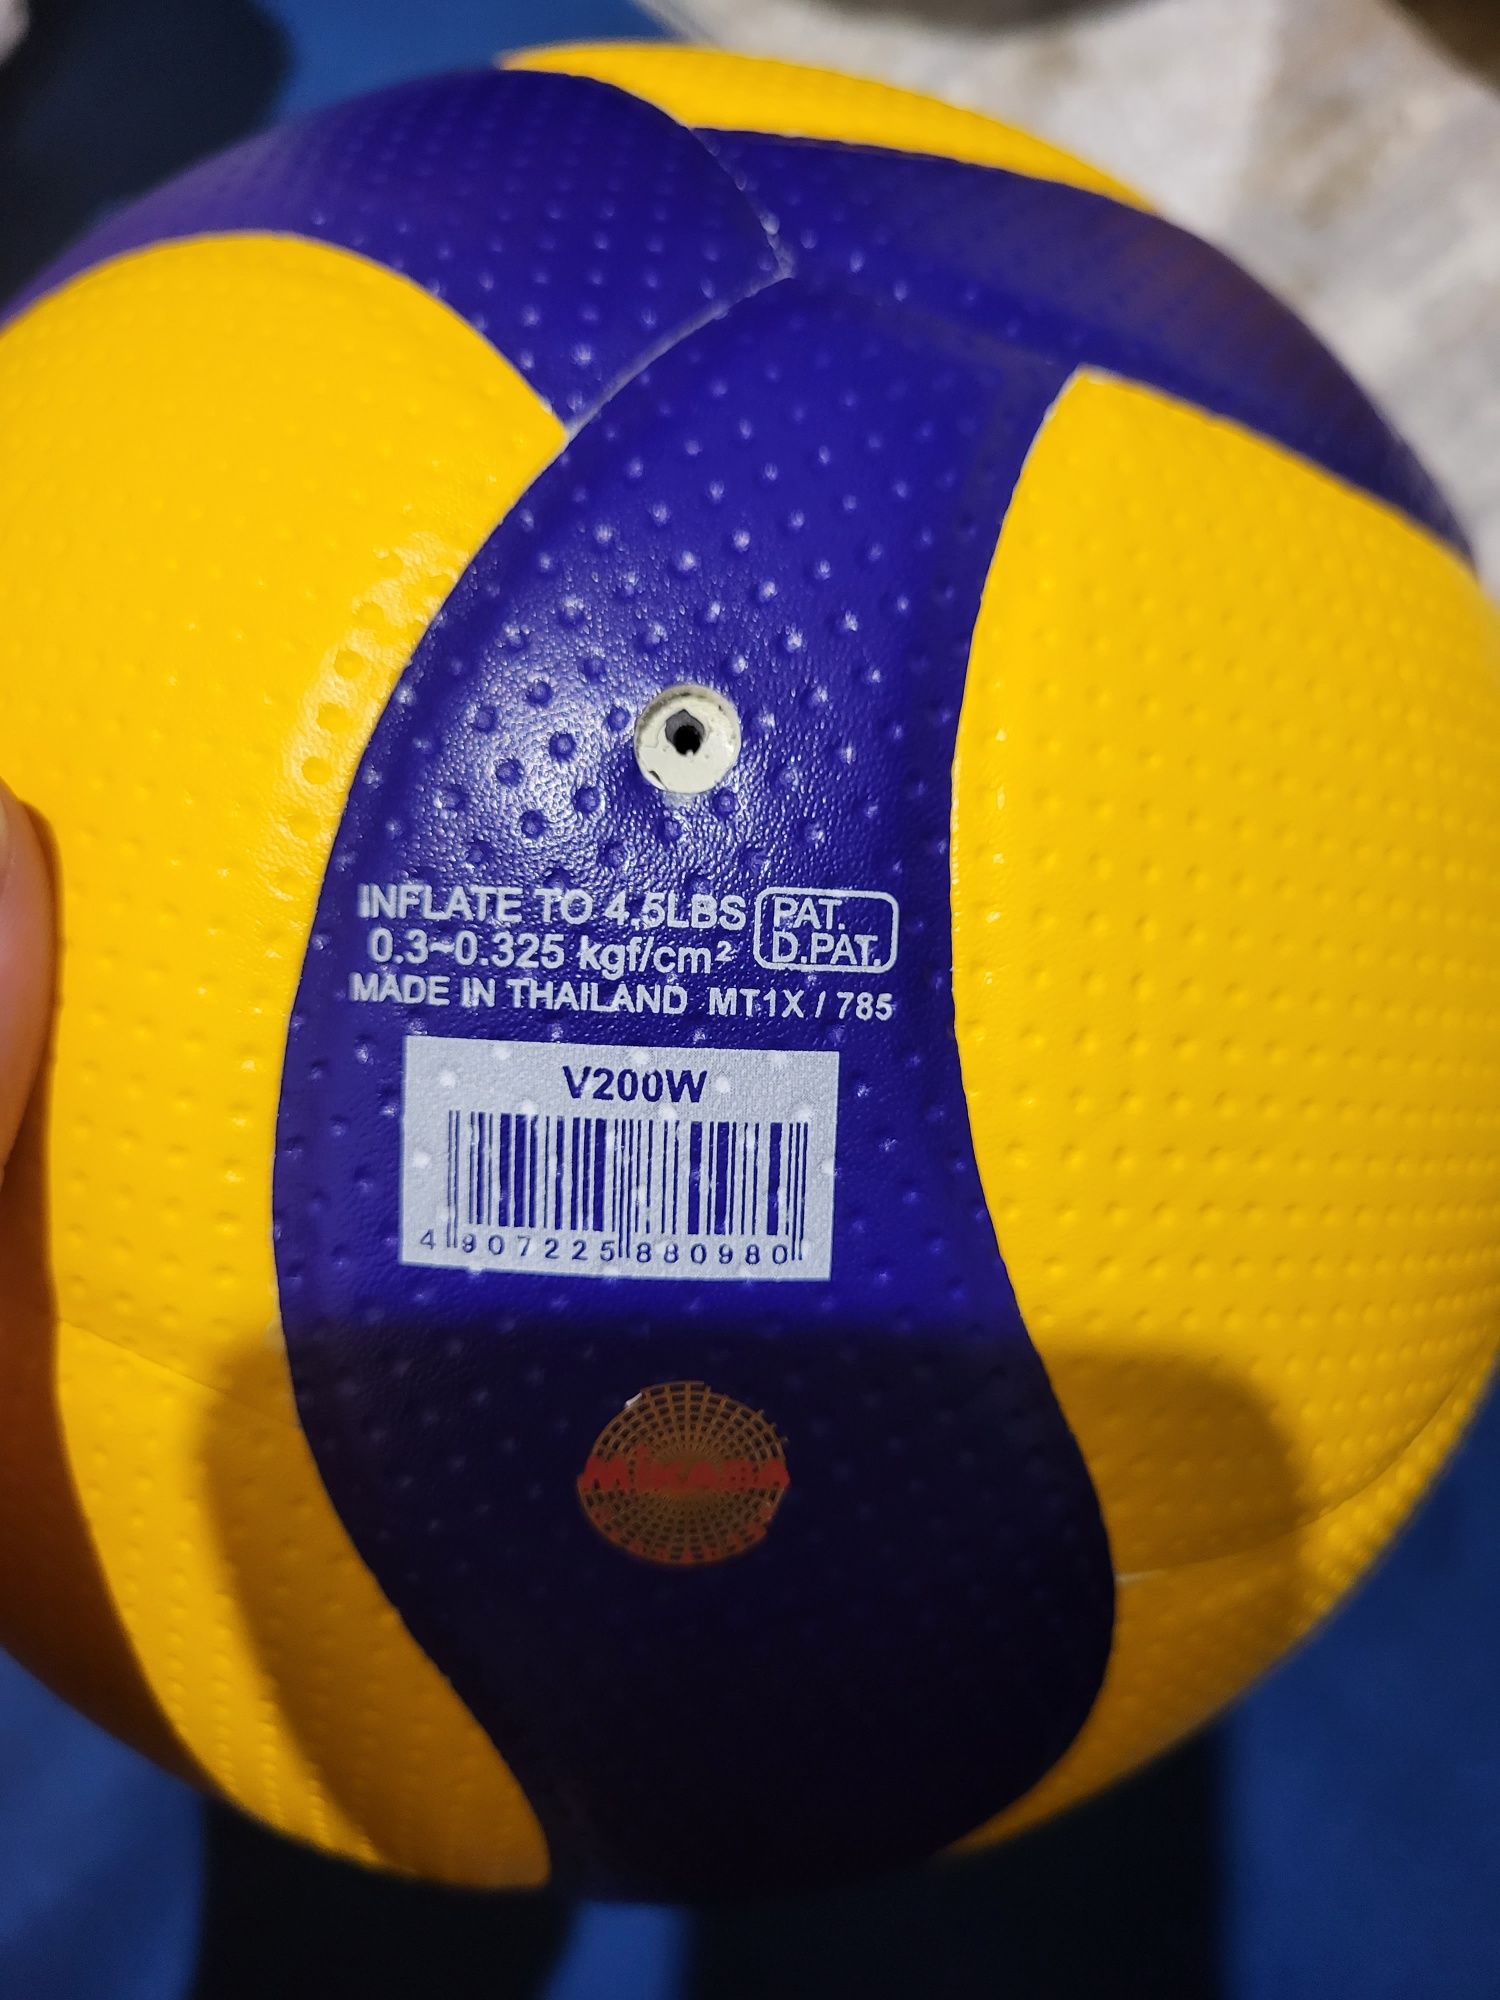 INFLATE TO 4,5LBS PAT.
0.3~0.325 kgf/cm² D.PAT.
MADE IN THAILAND MT1X / 785
V200W
4 907225 880980
MIKASA